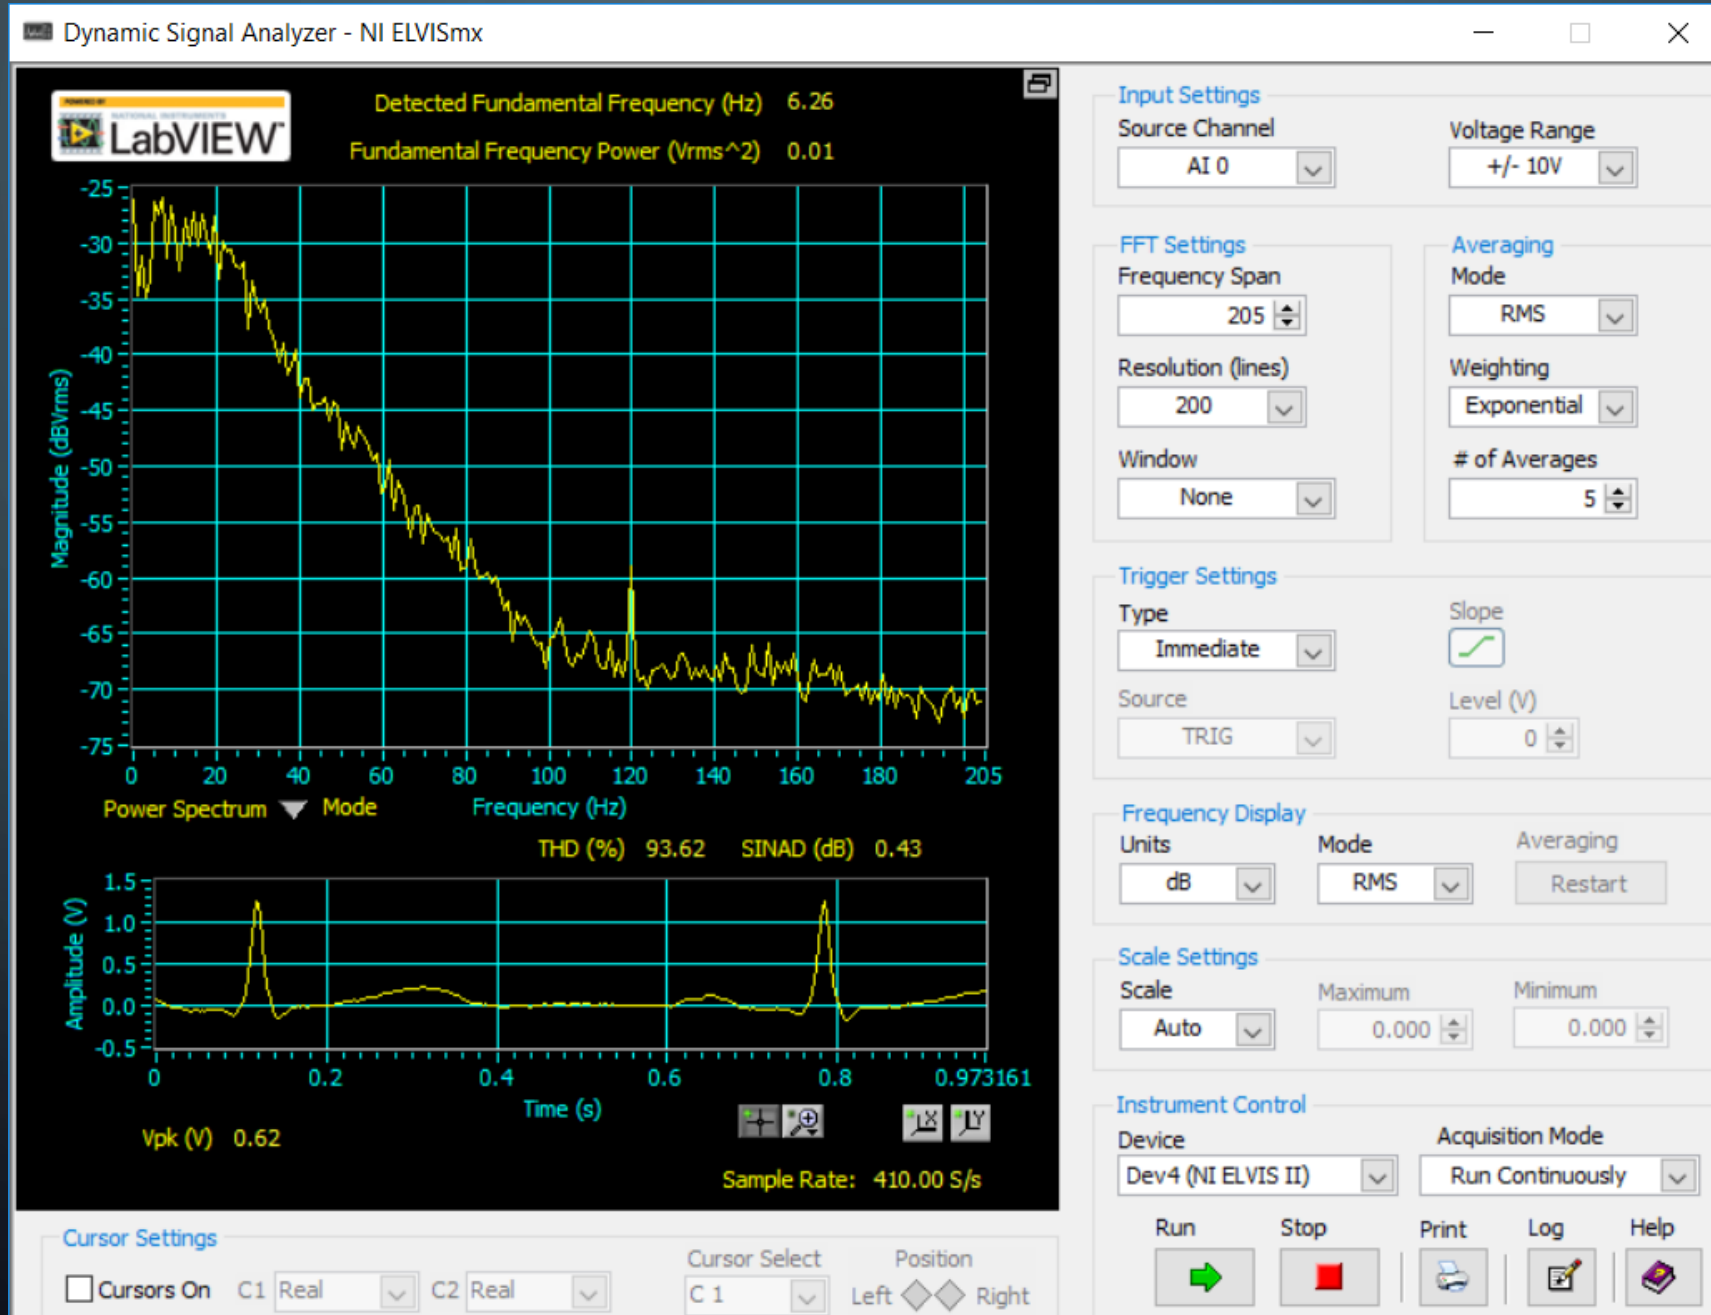 Dynamic Signal Analyzer - NI ELVISmx
POWERED BY
NATIONAL INSTRUMENTS
LabVIEW™
Detected Fundamental Frequency (Hz) 6.26
Fundamental Frequency Power (Vrms^2) 0.01
Magnitude (dBVrms)
-25
-30
-35
-40
-45
-50
-55
-60
-65
-70
-75
0 20 40 60 80 100 120 140 160 180 205
Power Spectrum Mode Frequency (Hz)
THD (%) 93.62 SINAD (dB) 0.43
Amplitude (V)
1.5
1.0
0.5
0.0
-0.5
0 0.2 0.4 0.6 0.8 0.973161
Time (s)
X Y
Vpk (V) 0.62
Sample Rate: 410.00 S/s
Cursor Settings
Cursors On C1 Real C2 Real
Cursor Select
C 1
Position
Left Right
Input Settings
Source Channel Voltage Range
AI 0 +/- 10V
FFT Settings
Frequency Span
205
Resolution (lines)
200
Window
None
Averaging
Mode
RMS
Weighting
Exponential
# of Averages
5
Trigger Settings
Type Slope
Immediate
Source Level (V)
TRIG 0
Frequency Display
Units Mode Averaging
dB RMS Restart
Scale Settings
Scale Maximum Minimum
Auto 0.000 0.000
Instrument Control
Device Acquisition Mode
Dev4 (NI ELVIS II) Run Continuously
Run Stop Print Log Help